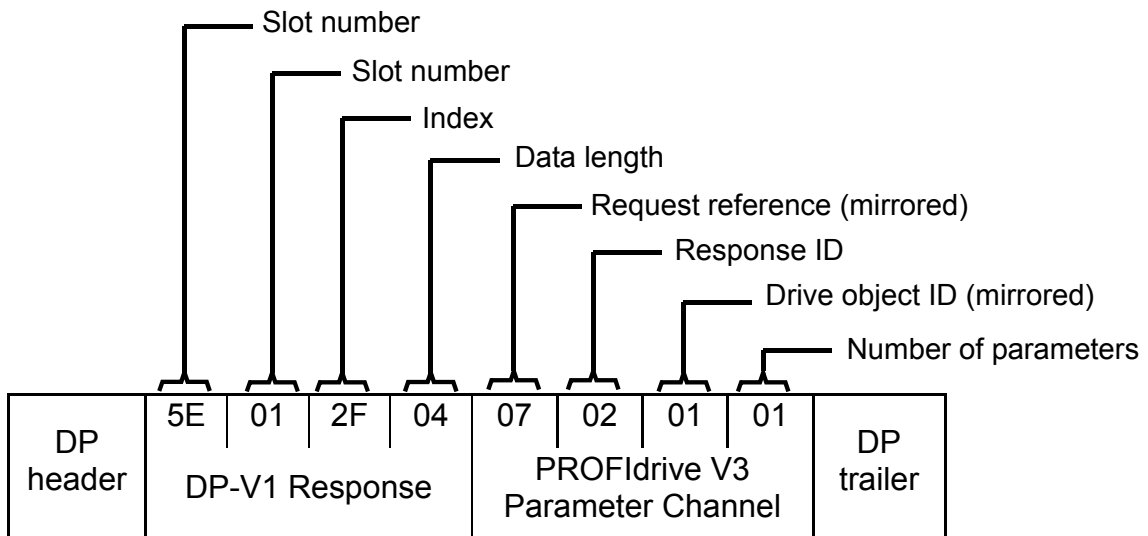 Slot number
Slot number
Index
Data length
Request reference (mirrored)
Response ID
Drive object ID (mirrored)
Number of parameters
5E 01 2F 04 07 02 01 01
DP
header
DP-V1 Response
PROFIdrive V3
Parameter Channel
DP
trailer